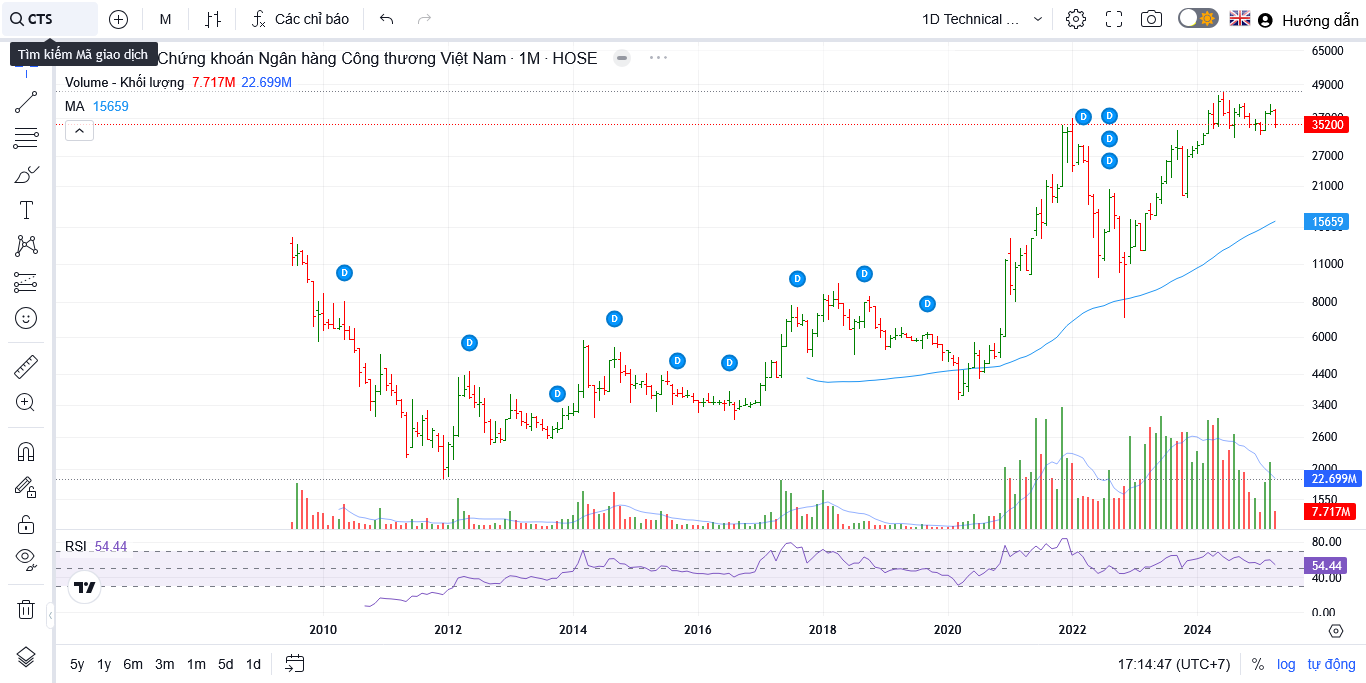 CTS
M
Các chỉ báo
1D Technical ...
Hướng dẫn
Tìm kiếm Mã giao dịch
Chứng khoán Ngân hàng Công thương Việt Nam · 1M · HOSE
Volume - Khối lượng 7.717M 22.699M
MA 15659
65000
49000
35200
27000
21000
15659
11000
8000
6000
4400
3400
2600
2000
22.699M
1550
7.717M
D
D
D
D
D
D
D
D
D
D
D
D
D
RSI 54.44
80.00
54.44
40.00
0.00
2010 2012 2014 2016 2018 2020 2022 2024
5y 1y 6m 3m 1m 5d 1d
17:14:47 (UTC+7) % log tự động